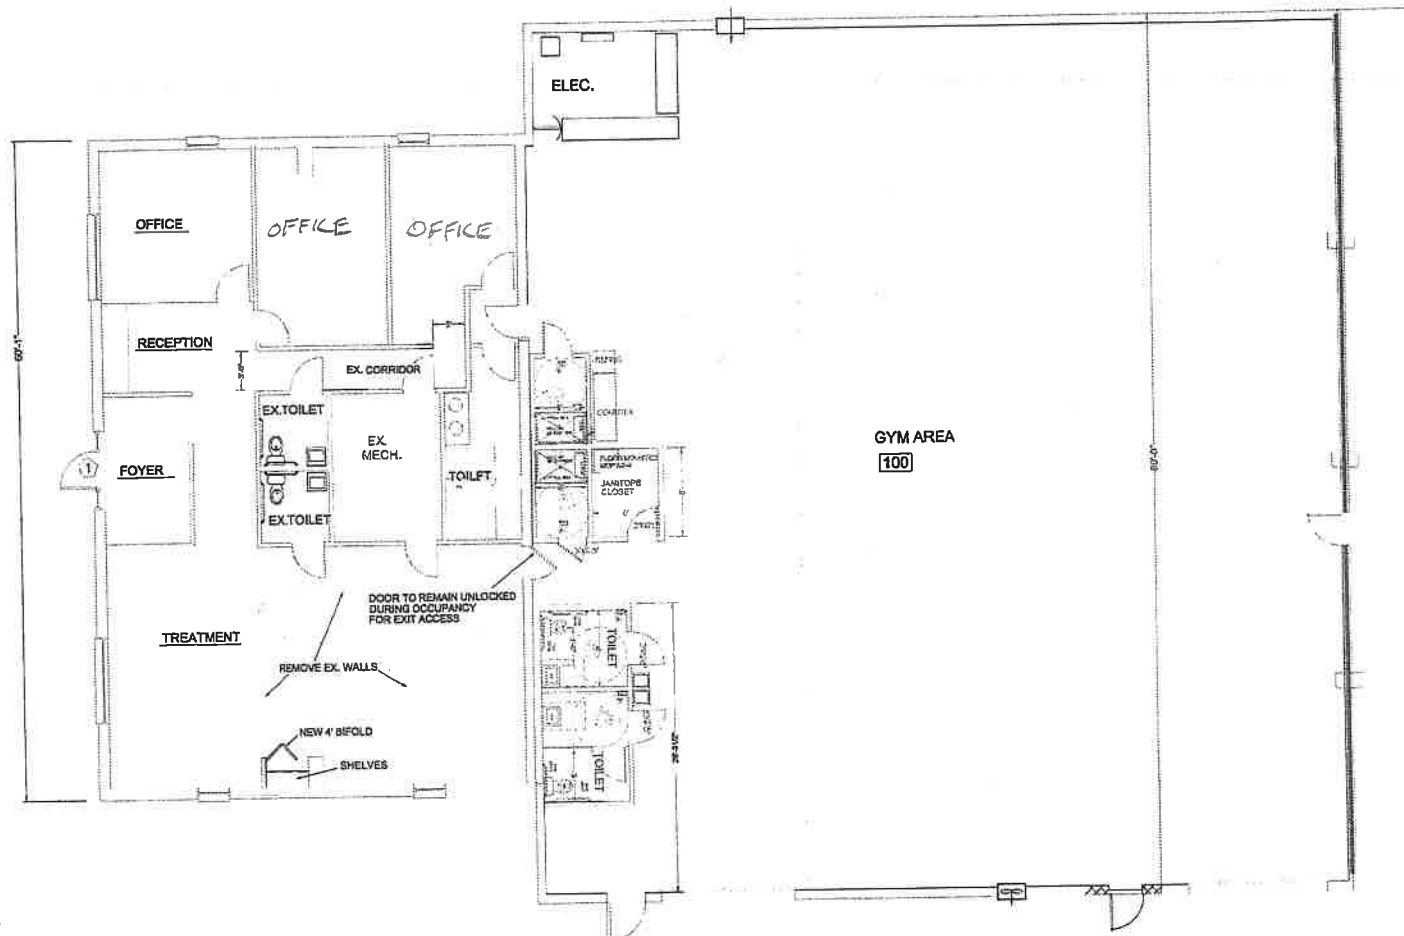 ELEC.
OFFICE
OFFICE
OFFICE
RECEPTION
EX. CORRIDOR
EX.TOILET
EX.
MECH.
TOILET
EX.TOILET
FOYER
1
COUNTER
JANITORS
CLOSET
GYM AREA
100
60'-1"
DOOR TO REMAIN UNLOCKED
DURING OCCUPANCY
FOR EXIT ACCESS
TREATMENT
REMOVE EX. WALLS
NEW 4' BIFOLD
SHELVES
TOILET
TOILET